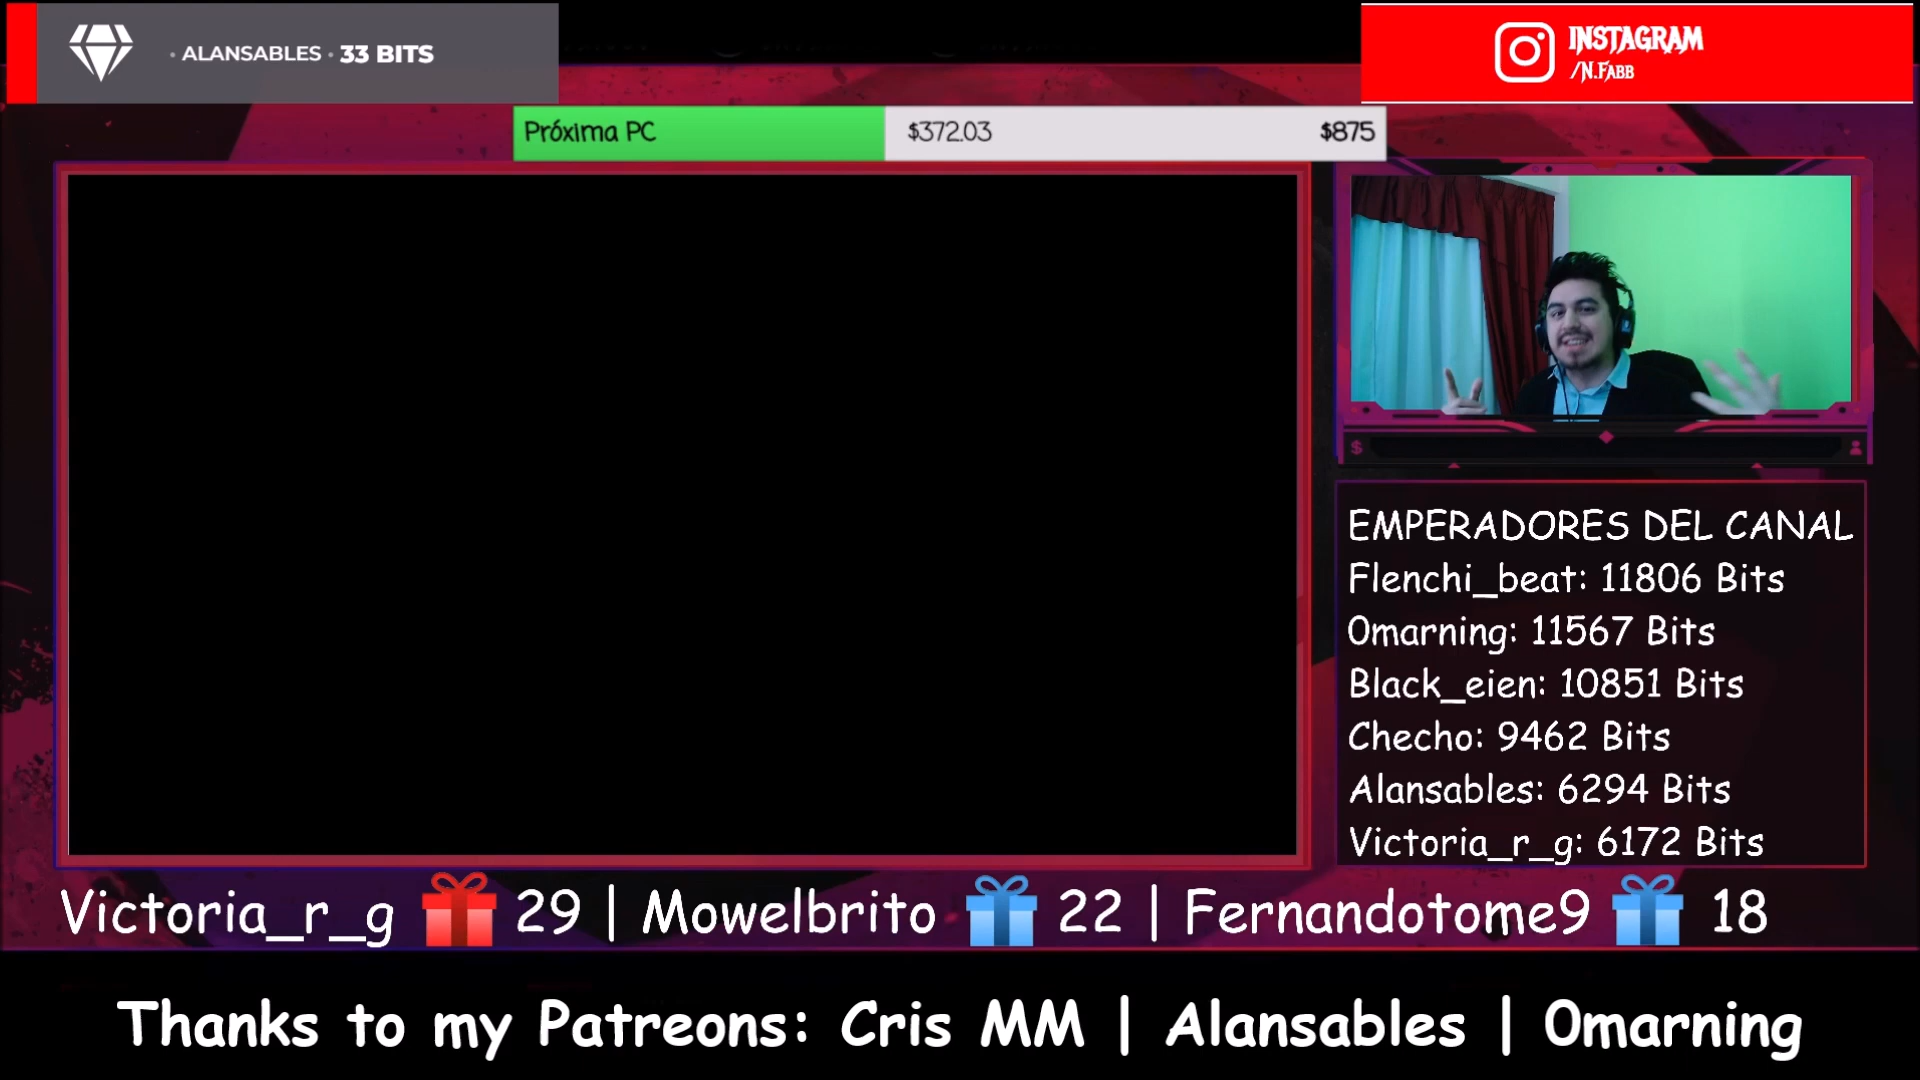 · ALANSABLES · 33 BITS
INSTAGRAM
/N.FABB
Próxima PC $372.03 $875
EMPERADORES DEL CANAL
Flenchi_beat: 11806 Bits
0marning: 11567 Bits
Black_eien: 10851 Bits
Checho: 9462 Bits
Alansables: 6294 Bits
Victoria_r_g: 6172 Bits
Victoria_r_g 29 | Mowelbrito 22 | Fernandotome9 18
Thanks to my Patreons: Cris MM | Alansables | 0marning